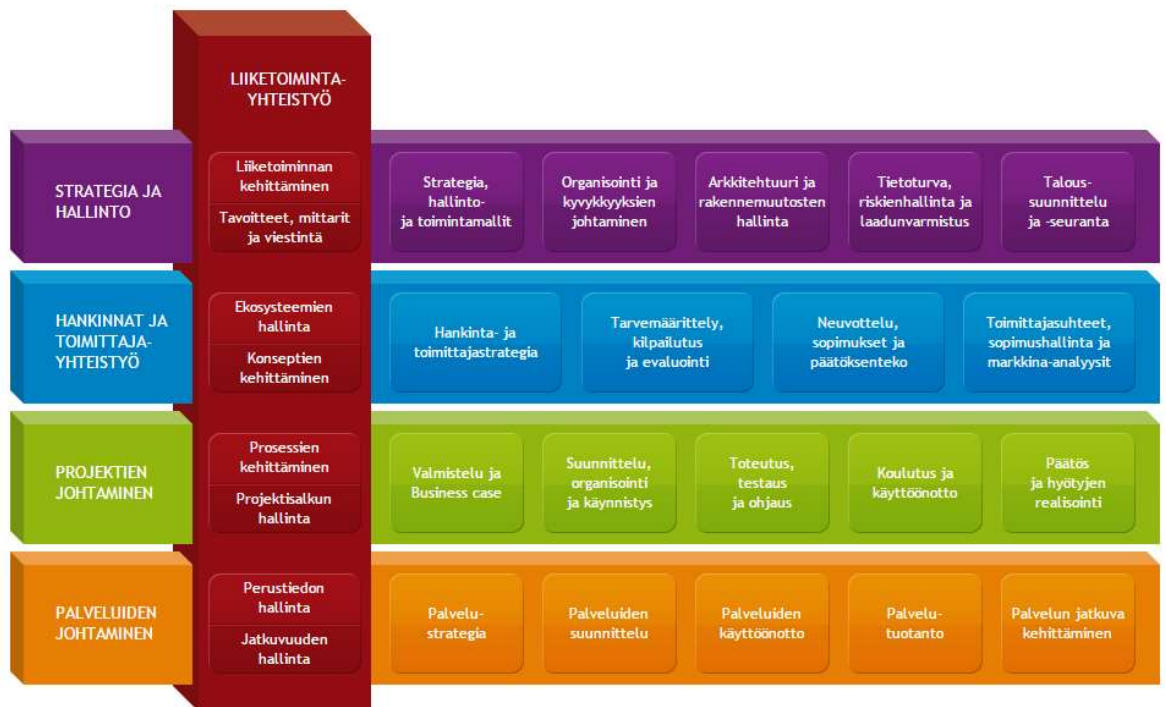 LIIKETOIMINTA-
YHTEISTYÖ
STRATEGIA JA
HALLINTO
Liiketoiminnan
kehittäminen
Tavoitteet, mittarit
ja viestintä
Strategia,
hallinto-
ja toimintamallit
Organisointi ja
kyvykkyyksien
johtaminen
Arkkitehtuuri ja
rakennemuutosten
hallinta
Tietoturva,
riskienhallinta ja
laadunvarmistus
Talous-
suunnittelu
ja -seuranta
HANKINNAT JA
TOIMITTAJA-
YHTEISTYÖ
Ekosysteemien
hallinta
Konseptien
kehittäminen
Hankinta- ja
toimittajastrategia
Tarvemäärittely,
kilpailutus
ja evaluointi
Neuvottelu,
sopimukset ja
päätöksenteko
Toimittajasuhteet,
sopimushallinta ja
markkina-analyysit
PROJEKTIEN
JOHTAMINEN
Prosessien
kehittäminen
Projektisalkun
hallinta
Valmistelu ja
Business case
Suunnittelu,
organisointi
ja käynnistys
Toteutus,
testaus
ja ohjaus
Koulutus ja
käyttöönotto
Päätös
ja hyötyjen
realisointi
PALVELUIDEN
JOHTAMINEN
Perustiedon
hallinta
Jatkuvuuden
hallinta
Palvelu-
strategia
Palveluiden
suunnittelu
Palveluiden
käyttöönotto
Palvelu-
tuotanto
Palvelun jatkuva
kehittäminen